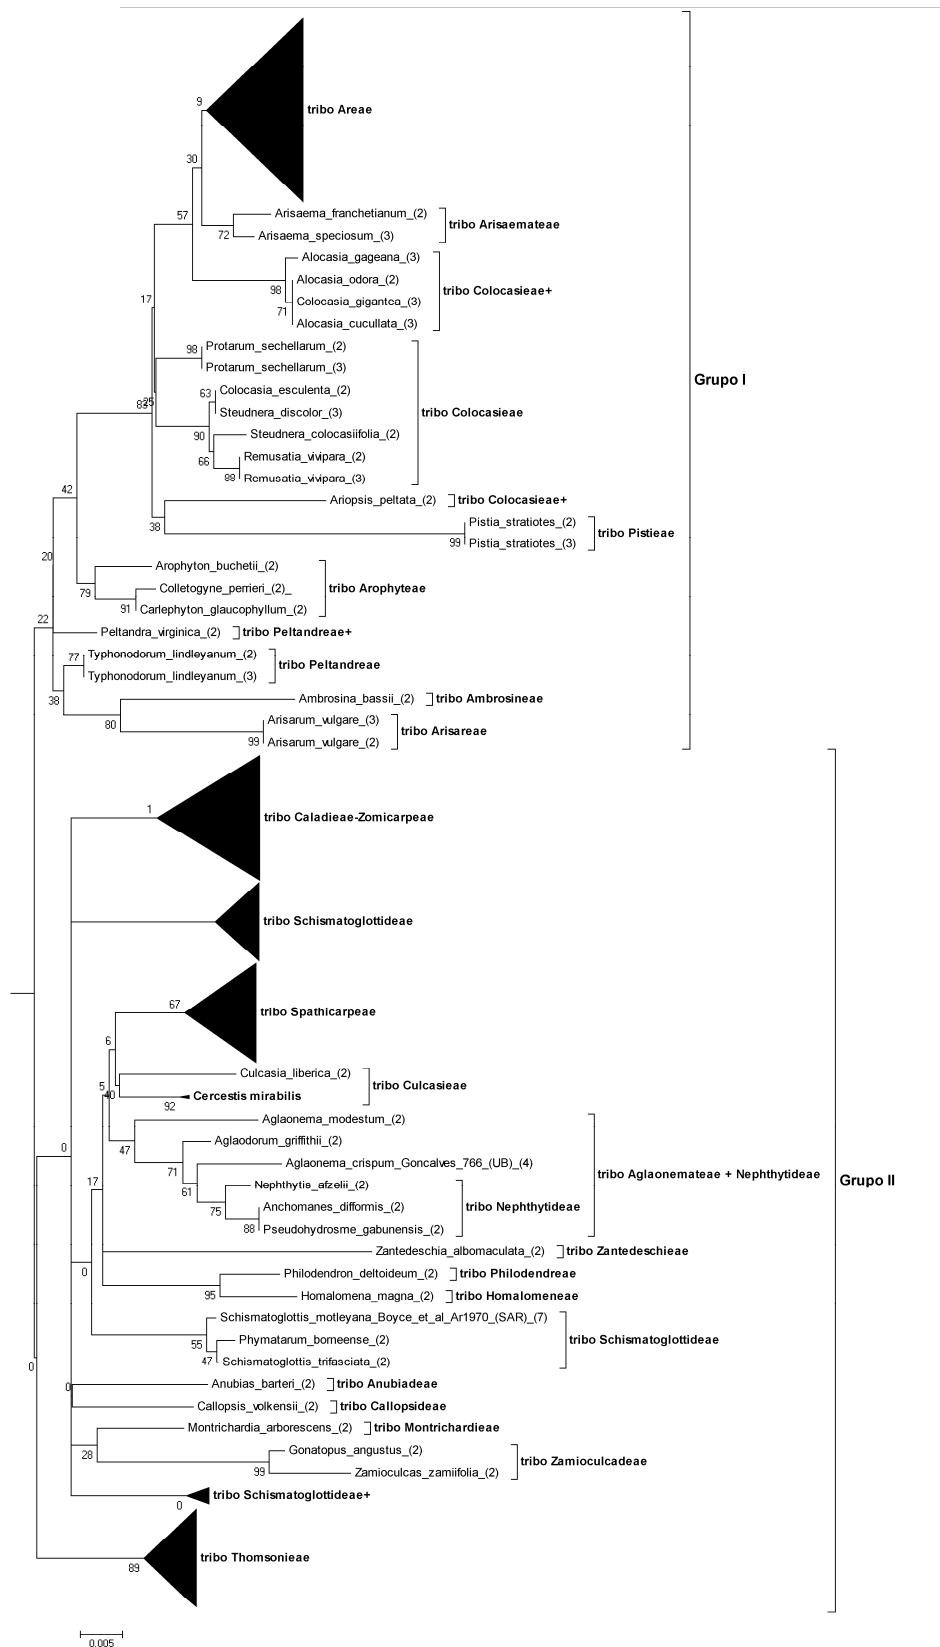 9
tribo Areae
30
57
Arisaema_franchetianum_(2)
tribo Arisaemateae
72
Arisaema_speciosum_(3)
Alocasia_gageana_(3)
98
Alocasia_odora_(2)
tribo Colocasieae+
17
71
Colocasia_gigantea_(3)
Alocasia_cucullata_(3)
98
Protarum_sechellarum_(2)
Protarum_sechellarum_(3)
Grupo I
63
Colocasia_esculenta_(2)
83
25
Steudnera_discolor_(3)
tribo Colocasieae
90
Steudnera_colocasiifolia_(2)
66
Remusatia_vivipara_(2)
88
Remusatia_vivipara_(3)
42
Ariopsis_peltata_(2)
tribo Colocasieae+
38
Pistia_stratiotes_(2)
tribo Pistieae
99
Pistia_stratiotes_(3)
20
Arophyton_buchetii_(2)
79
Colletogyne_perrieri_(2)_
tribo Arophyteae
91
Carlephyton_glaucophyllum_(2)
22
Peltandra_virginica_(2)
tribo Peltandreae+
77
Typhonodorum_lindleyanum_(2)
tribo Peltandreae
Typhonodorum_lindleyanum_(3)
38
Ambrosina_bassii_(2)
tribo Ambrosineae
80
Arisarum_vulgare_(3)
tribo Arisareae
99
Arisarum_vulgare_(2)
1
tribo Caladieae-Zomicarpeae
tribo Schismatoglottideae
67
tribo Spathicarpeae
6
Culcasia_liberica_(2)
tribo Culcasieae
5
40
92
Cercestis mirabilis
Aglaonema_modestum_(2)
47
Aglaodorum_griffithii_(2)
0
71
Aglaonema_crispum_Goncalves_766_(UB)_(4)
tribo Aglaonemateae + Nephthytideae
Grupo II
17
61
Nephthytis_afzelii_(2)
75
Anchomanes_difformis_(2)
tribo Nephthytideae
88
Pseudohydrosme_gabunensis_(2)
Zantedeschia_albomaculata_(2)
tribo Zantedeschieae
0
Philodendron_deltoideum_(2)
tribo Philodendreae
95
Homalomena_magna_(2)
tribo Homalomeneae
Schismatoglottis_motleyana_Boyce_et_al_Ar1970_(SAR)_(7)
55
Phymatarum_borneense_(2)
tribo Schismatoglottideae
47
Schismatoglottis_trifasciata_(2)
0
0
Anubias_barteri_(2)
tribo Anubiadeae
Callopsis_volkensii_(2)
tribo Callopsideae
Montrichardia_arborescens_(2)
tribo Montrichardieae
28
Gonatopus_angustus_(2)
tribo Zamioculcadeae
99
Zamioculcas_zamiifolia_(2)
0
tribo Schismatoglottideae+
89
tribo Thomsonieae
0.005